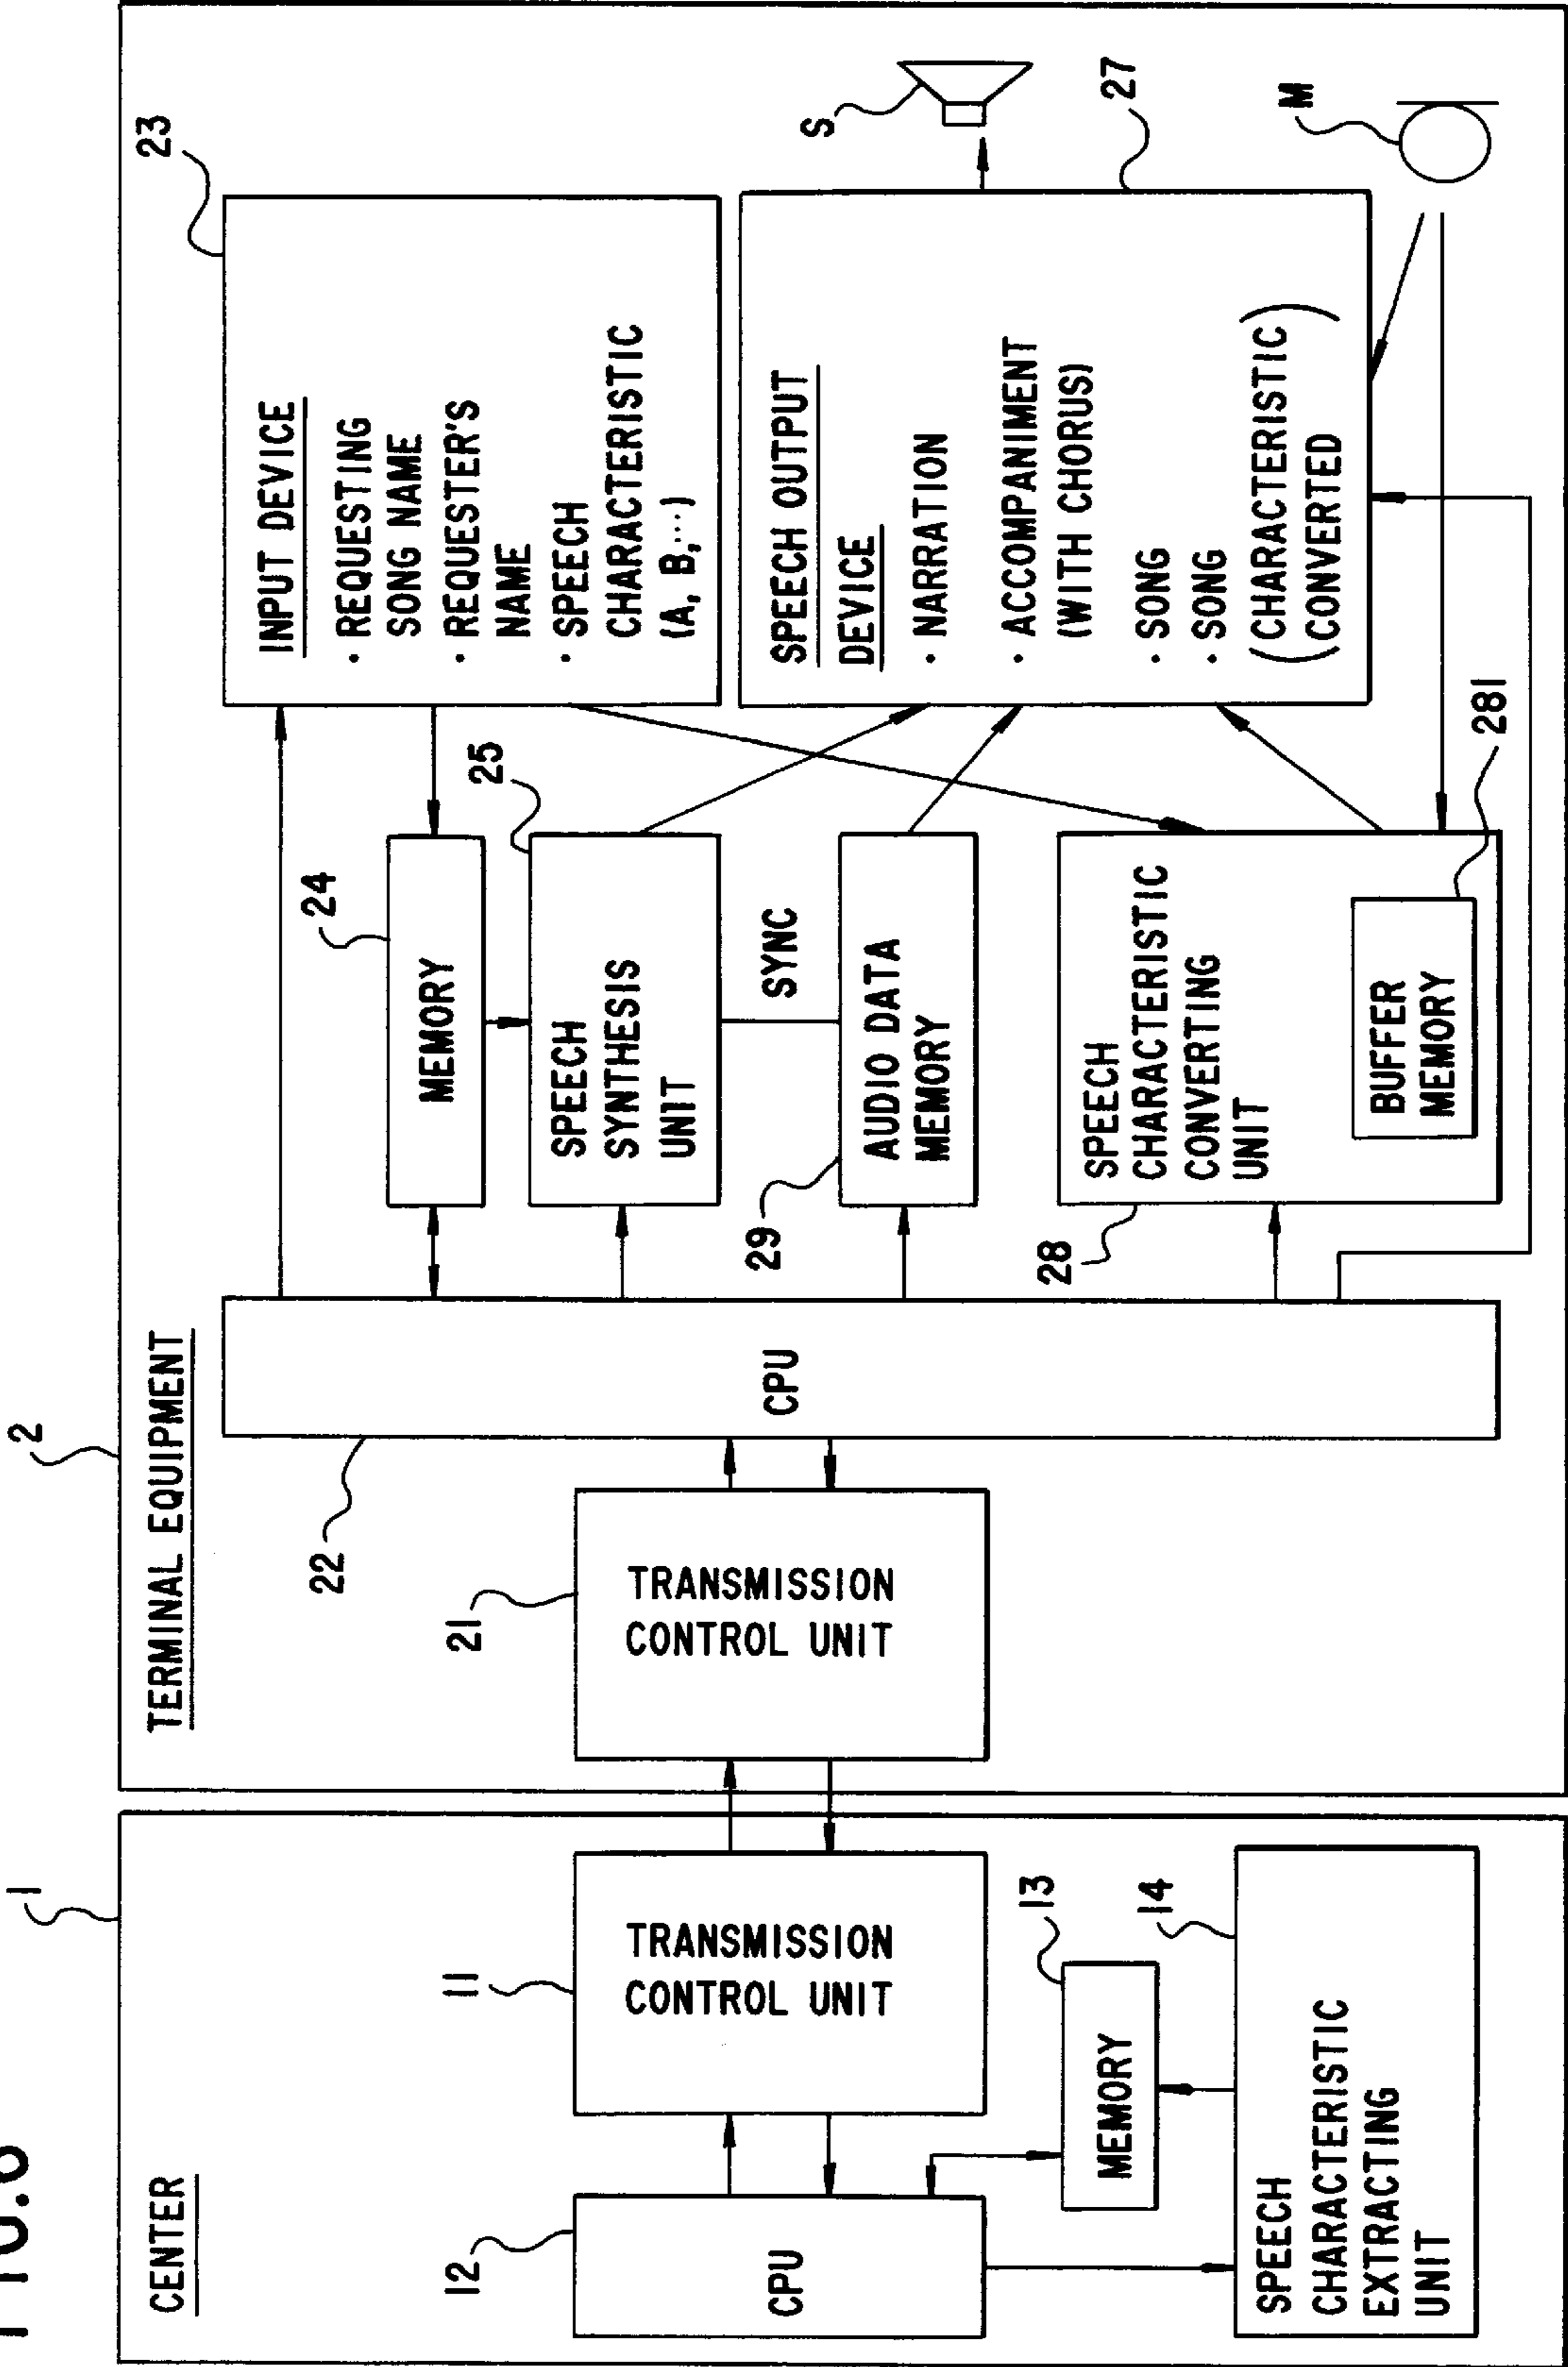 1
CENTER
12
CPU
11
TRANSMISSION
CONTROL UNIT
13
MEMORY
14
SPEECH
CHARACTERISTIC
EXTRACTING
UNIT
2
TERMINAL EQUIPMENT
21
TRANSMISSION
CONTROL UNIT
22
CPU
24
MEMORY
25
SPEECH
SYNTHESIS
UNIT
SYNC
29
AUDIO DATA
MEMORY
28
SPEECH
CHARACTERISTIC
CONVERTING
UNIT
281
BUFFER
MEMORY
23
INPUT DEVICE
· REQUESTING
SONG NAME
· REQUESTER'S
NAME
· SPEECH
CHARACTERISTIC
(A, B, ···)
27
SPEECH OUTPUT
DEVICE
· NARRATION
· ACCOMPANIMENT
(WITH CHORUS)
· SONG
· SONG
(CHARACTERISTIC
CONVERTED)
S
M